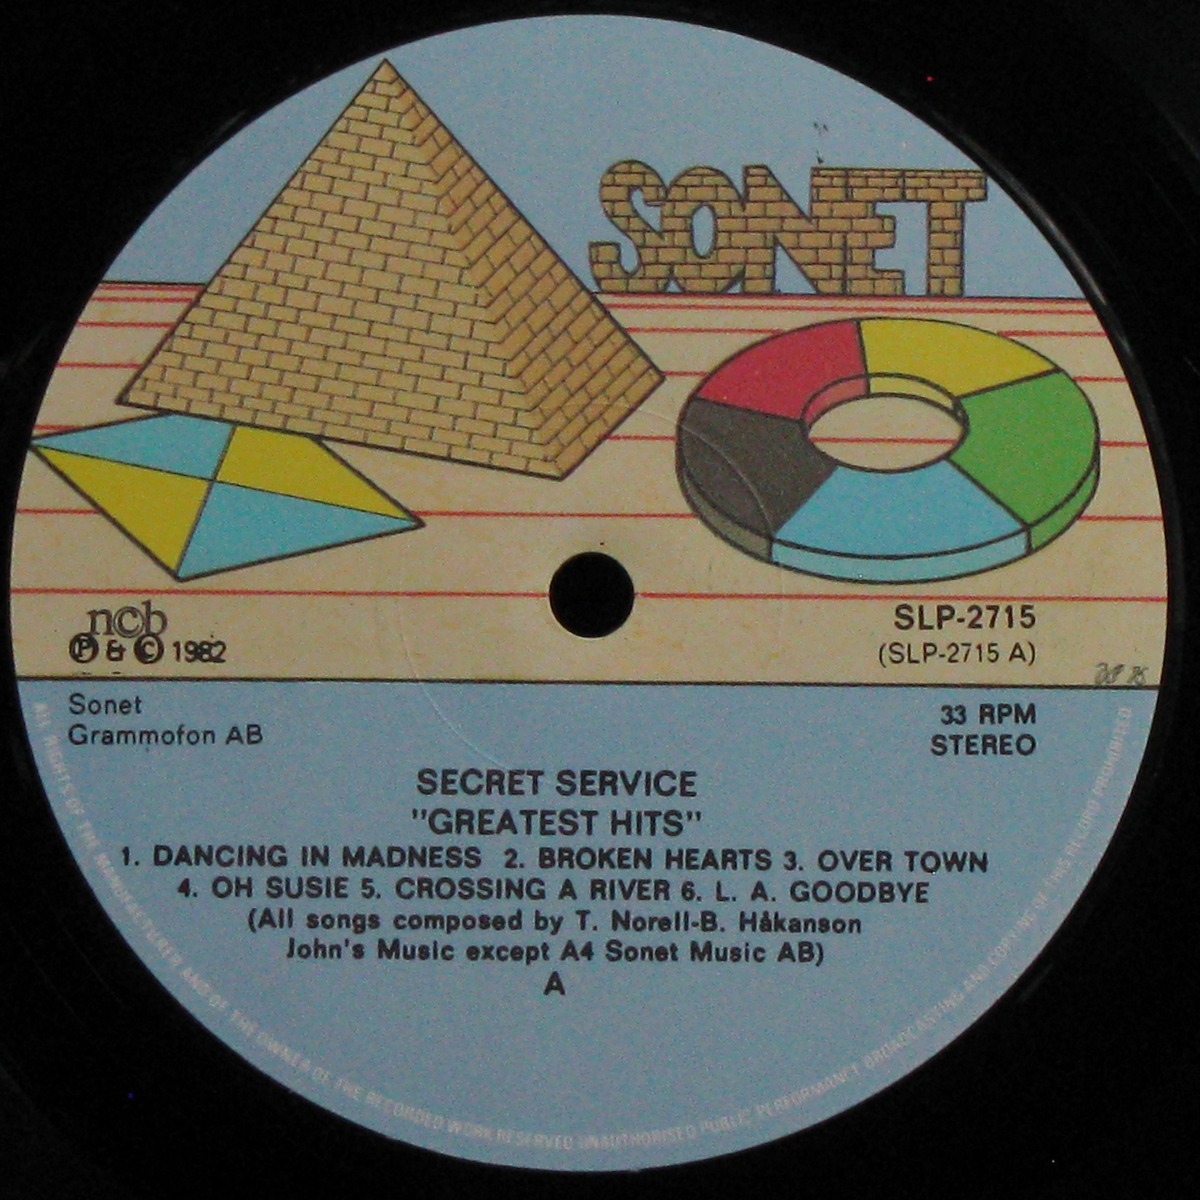 SONET
ncb
Ⓟ & © 1982
SLP-2715
(SLP-2715 A)
Sonet
Grammofon AB
33 RPM
STEREO
SECRET SERVICE
"GREATEST HITS"
1. DANCING IN MADNESS 2. BROKEN HEARTS 3. OVER TOWN
4. OH SUSIE 5. CROSSING A RIVER 6. L. A. GOODBYE
(All songs composed by T. Norell-B. Håkanson
John's Music except A4 Sonet Music AB)
A
ALL RIGHTS OF THE MANUFACTURER AND OF THE OWNER OF THE RECORDED WORK RESERVED UNAUTHORISED PUBLIC PERFORMANCE BROADCASTING AND COPYING OF THIS RECORD PROHIBITED